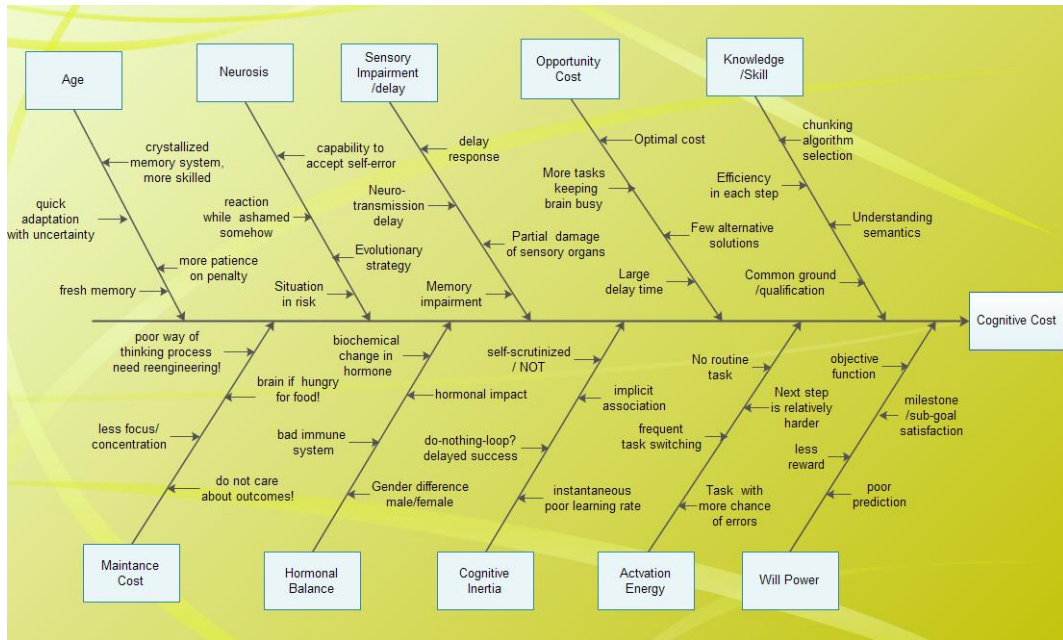 Age
Neurosis
Sensory
Impairment
/delay
Opportunity
Cost
Knowledge
/Skill
crystallized
memory system,
more skilled
quick
adaptation
with uncertainty
more patience
on penalty
fresh memory
capability to
accept self-error
reaction
while ashamed
somehow
Evolutionary
strategy
Situation
in risk
delay
response
Neuro-
transmission
delay
Partial damage
of sensory organs
Memory
impairment
Optimal cost
More tasks
keeping
brain busy
Few alternative
solutions
Large
delay time
chunking
algorithm
selection
Efficiency
in each step
Understanding
semantics
Common ground
/qualification
Cognitive Cost
poor way of
thinking process
need reengineering!
brain if hungry
for food!
less focus/
concentration
do not care
about outcomes!
biochemical
change in
hormone
hormonal impact
bad immune
system
Gender difference
male/female
self-scrutinized
/ NOT
implicit
association
do-nothing-loop?
delayed success
instantaneous
poor learning rate
No routine
task
Next step
is relatively
harder
frequent
task switching
Task with
more chance
of errors
objective
function
milestone
/sub-goal
satisfaction
less
reward
poor
prediction
Maintance
Cost
Hormonal
Balance
Cognitive
Inertia
Actvation
Energy
Will Power